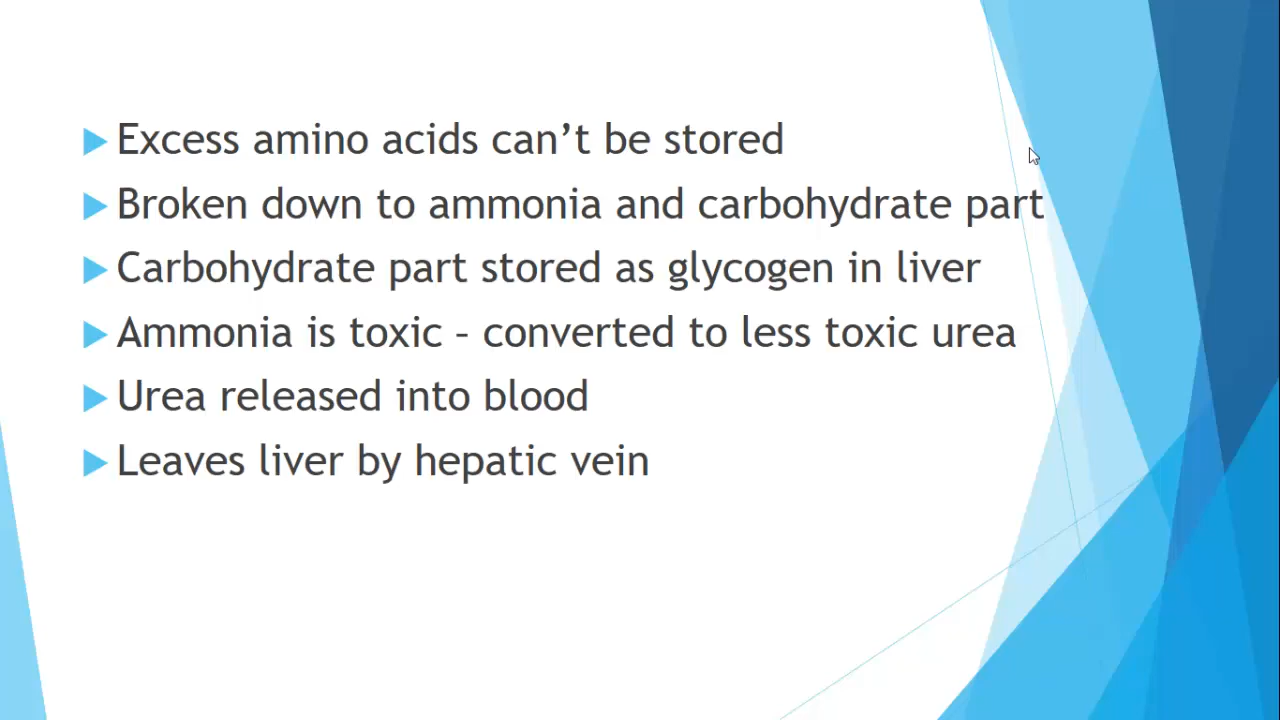 Excess amino acids can’t be stored
Broken down to ammonia and carbohydrate part
Carbohydrate part stored as glycogen in liver
Ammonia is toxic – converted to less toxic urea
Urea released into blood
Leaves liver by hepatic vein